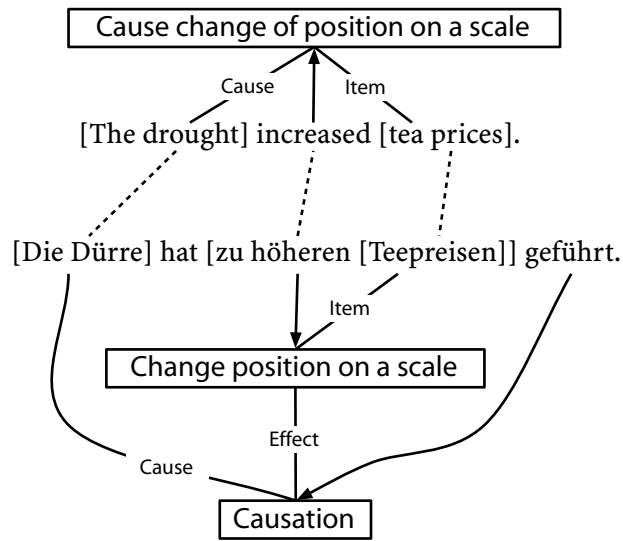 Cause change of position on a scale
Cause
Item
[The drought] increased [tea prices].
[Die Dürre] hat [zu höheren [Teepreisen]] geführt.
Item
Change position on a scale
Effect
Cause
Causation